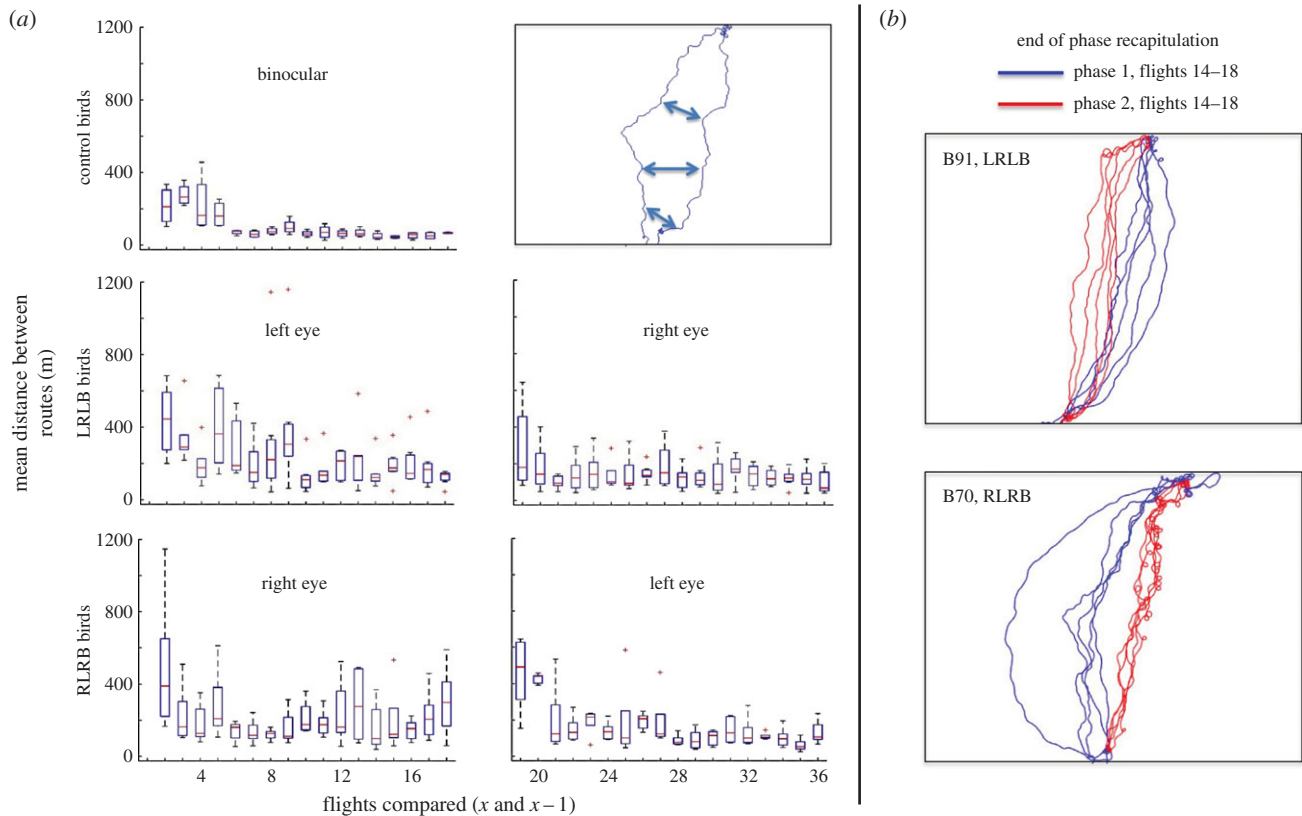 (a)
1200
800
400
0
control birds
binocular
mean distance between
routes (m)
1200
800
400
0
LRLB birds
left eye
right eye
1200
800
400
0
RLRB birds
right eye
left eye
4 8 12 16
20 24 28 32 36
flights compared (x and x – 1)
(b)
end of phase recapitulation
phase 1, flights 14–18
phase 2, flights 14–18
B91, LRLB
B70, RLRB